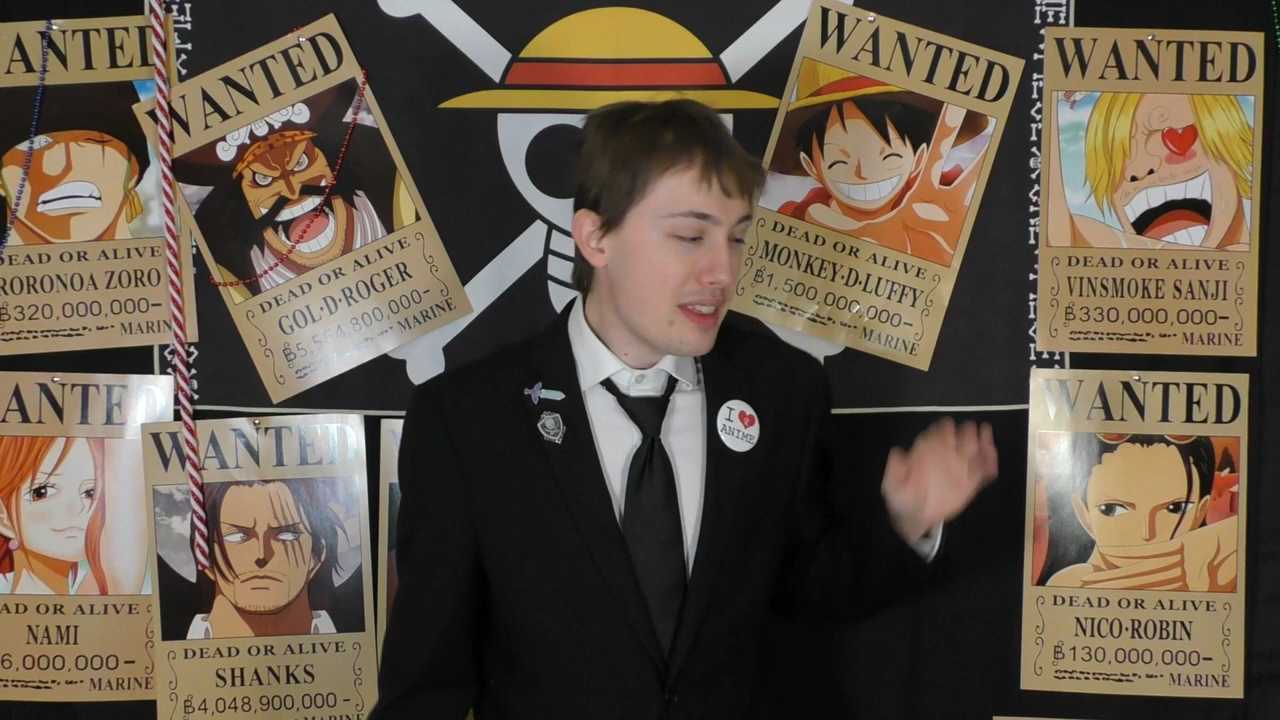 WANTED
DEAD OR ALIVE
RORONOA ZORO
฿320,000,000-
MARIN
WANTED
DEAD OR ALIVE
GOL·D·ROGER
฿5,564,800,000-
MARINE
WANTED
DEAD OR ALIVE
MONKEY·D·LUFFY
฿1,500,000,000-
MARINE
WANTED
DEAD OR ALIVE
VINSMOKE SANJI
฿330,000,000-
MARINE
ANTED
AD OR ALIVE
NAMI
6,000,000-
MARINE
WANTED
DEAD OR ALIVE
SHANKS
฿4,048,900,000-
MARINE
I
ANIME
WANTED
DEAD OR ALIVE
NICO·ROBIN
฿130,000,000-
MARINE